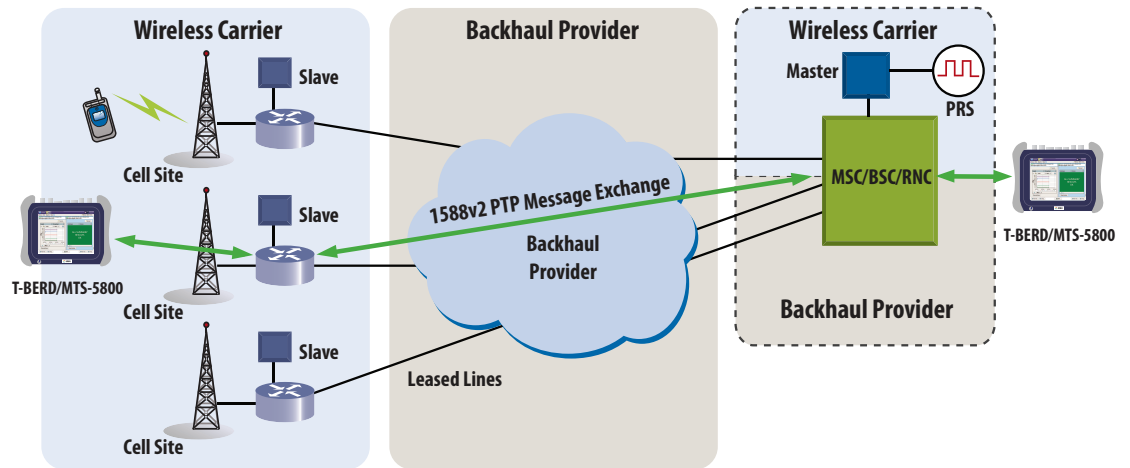 Wireless Carrier
Backhaul Provider
Wireless Carrier
Slave
Master
PRS
Cell Site
MSC/BSC/RNC
1588v2 PTP Message Exchange
Slave
Backhaul
Provider
T-BERD/MTS-5800
T-BERD/MTS-5800
Cell Site
Backhaul Provider
Slave
Leased Lines
Cell Site